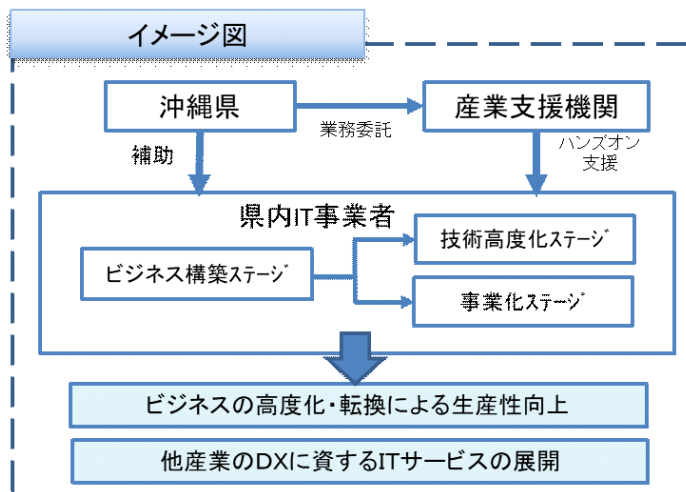 イメージ図
沖縄県
産業支援機関
業務委託
補助
ハンズオン
支援
県内IT事業者
ビジネス構築ステージ
技術高度化ステージ
事業化ステージ
ビジネスの高度化・転換による生産性向上
他産業のDXに資するITサービスの展開